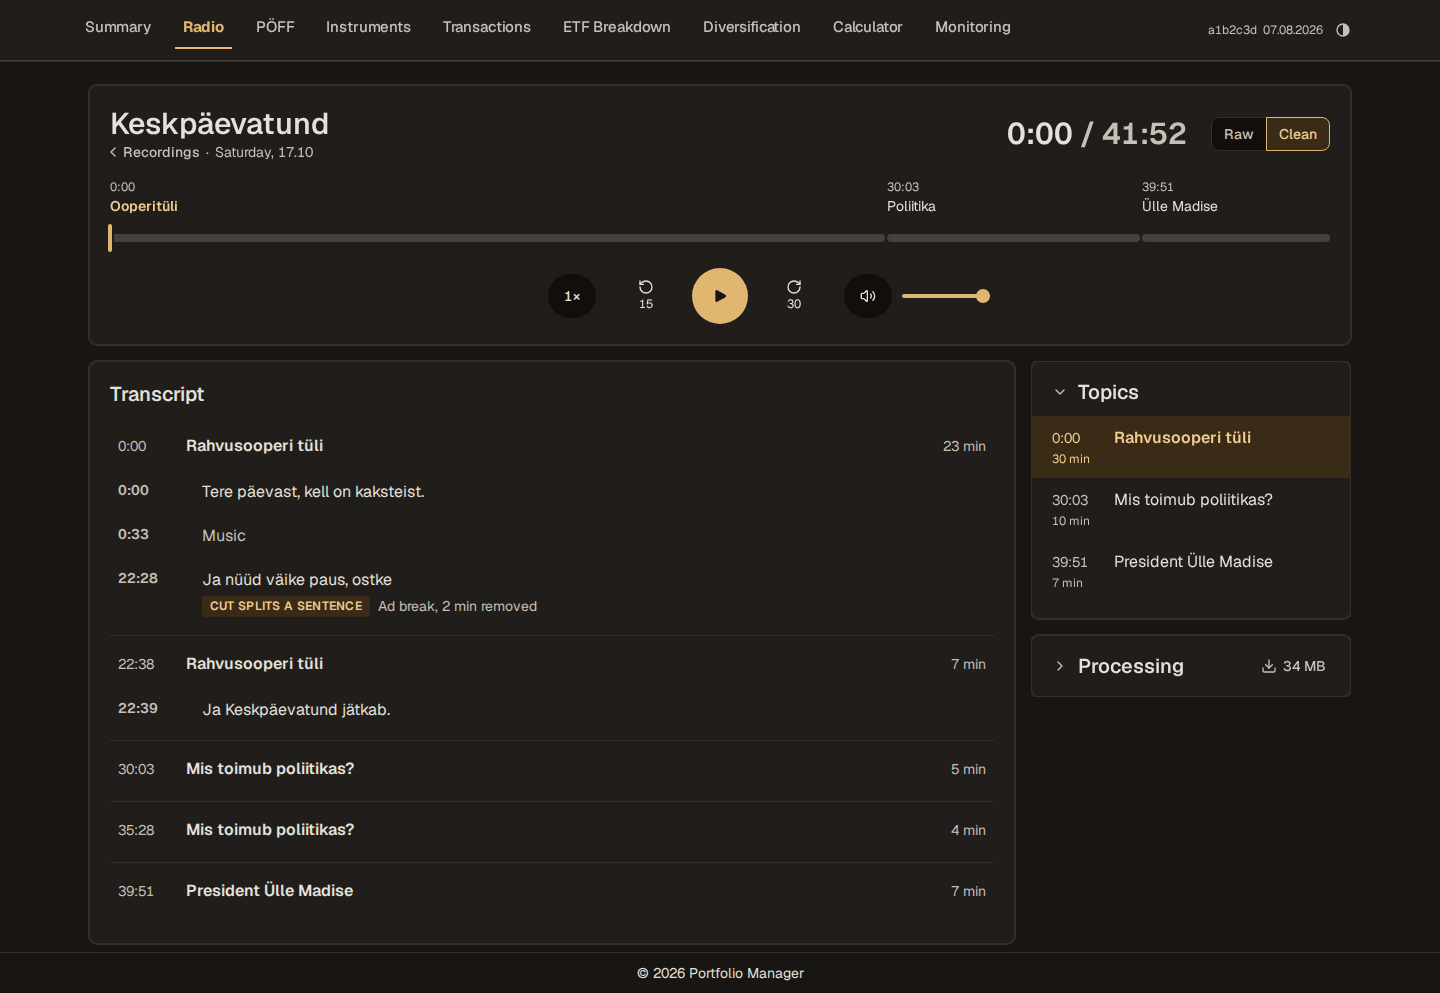 Summary Radio PÖFF Instruments Transactions ETF Breakdown Diversification Calculator Monitoring a1b2c3d 07.08.2026
Keskpäevatund
Recordings · Saturday, 17.10
0:00 / 41:52
Raw Clean
0:00 30:03 39:51
Ooperitüli Poliitika Ülle Madise
1× 15 30
Transcript
0:00 Rahvusooperi tüli 23 min
0:00 Tere päevast, kell on kaksteist.
0:33 Music
22:28 Ja nüüd väike paus, ostke
CUT SPLITS A SENTENCE Ad break, 2 min removed
22:38 Rahvusooperi tüli 7 min
22:39 Ja Keskpäevatund jätkab.
30:03 Mis toimub poliitikas? 5 min
35:28 Mis toimub poliitikas? 4 min
39:51 President Ülle Madise 7 min
Topics
0:00 Rahvusooperi tüli
30 min
30:03 Mis toimub poliitikas?
10 min
39:51 President Ülle Madise
7 min
Processing 34 MB
© 2026 Portfolio Manager